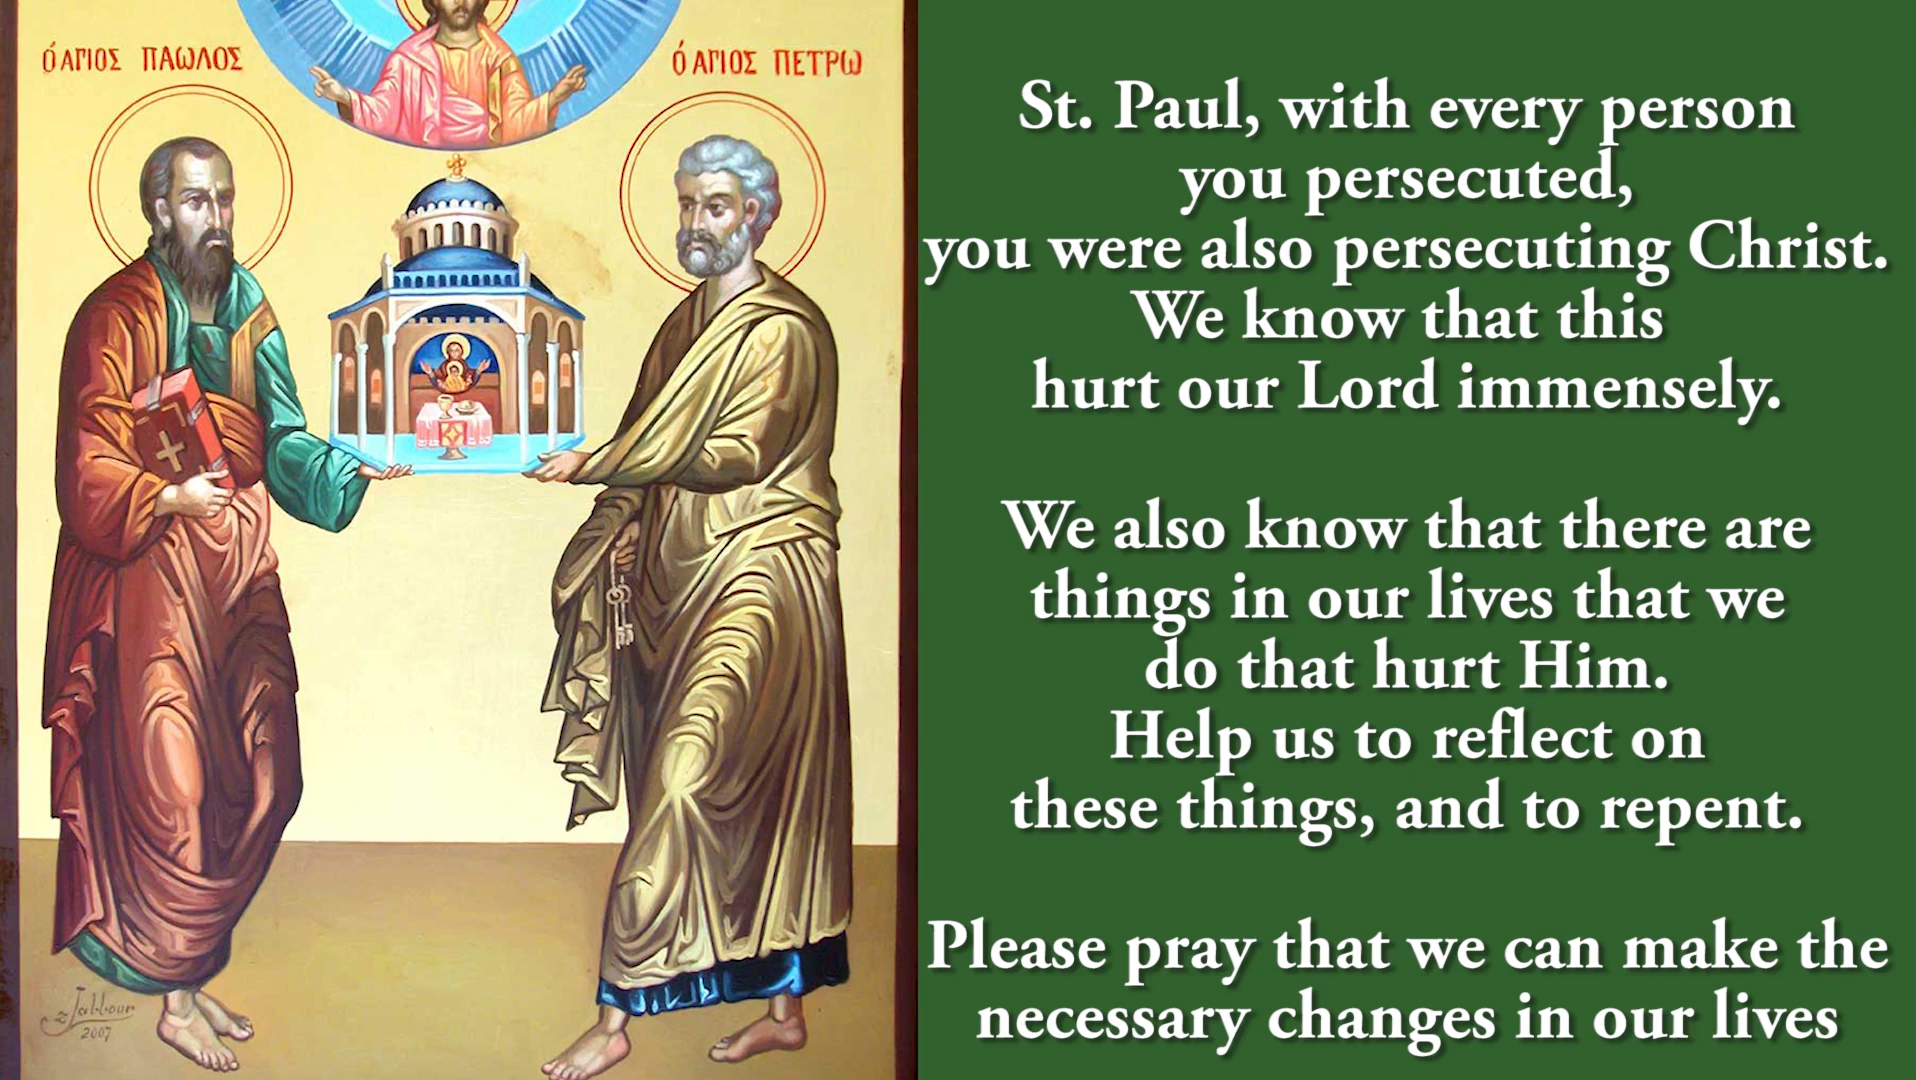 Ὁ ΑΓΙΟΣ ΠΑѠΛΟΣ
Ὁ ΑΓΙΟΣ ΠΕΤΡѠ
St. Paul, with every person
you persecuted,
you were also persecuting Christ.
We know that this
hurt our Lord immensely.
We also know that there are
things in our lives that we
do that hurt Him.
Help us to reflect on
these things, and to repent.
Please pray that we can make the
necessary changes in our lives
z Jabbour
2007